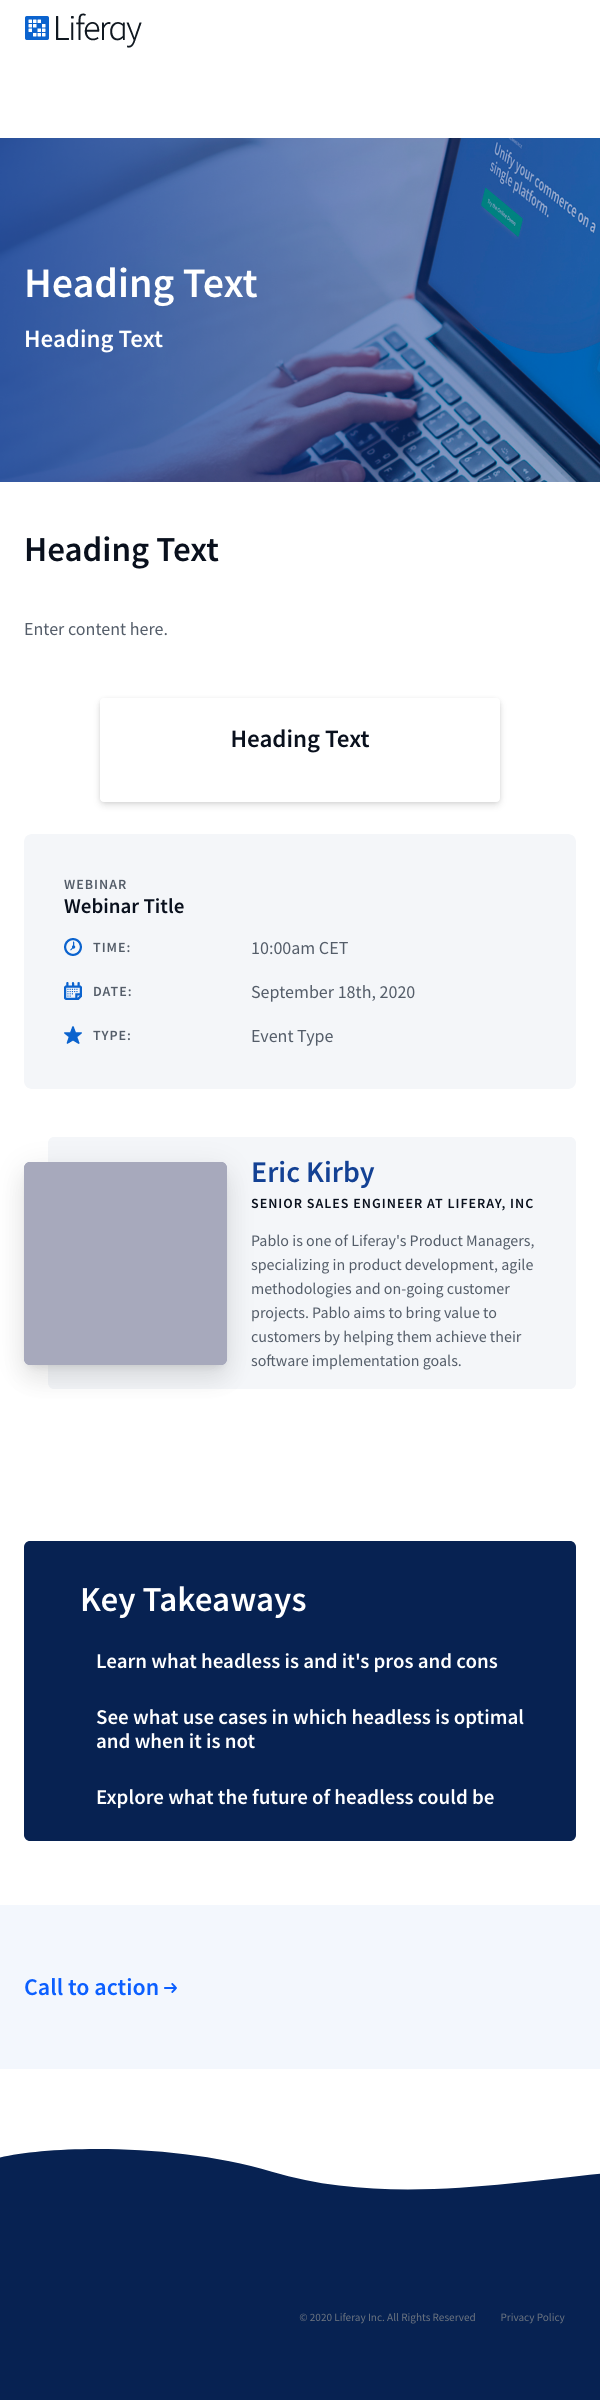 Liferay
Unify your commerce on a
single platform.
Heading Text
Heading Text
Heading Text
Enter content here.
Heading Text
WEBINAR
Webinar Title
TIME: 10:00am CET
DATE: September 18th, 2020
TYPE: Event Type
Eric Kirby
SENIOR SALES ENGINEER AT LIFERAY, INC
Pablo is one of Liferay's Product Managers,
specializing in product development, agile
methodologies and on-going customer
projects. Pablo aims to bring value to
customers by helping them achieve their
software implementation goals.
Key Takeaways
Learn what headless is and it's pros and cons
See what use cases in which headless is optimal
and when it is not
Explore what the future of headless could be
Call to action →
© 2020 Liferay Inc. All Rights Reserved Privacy Policy